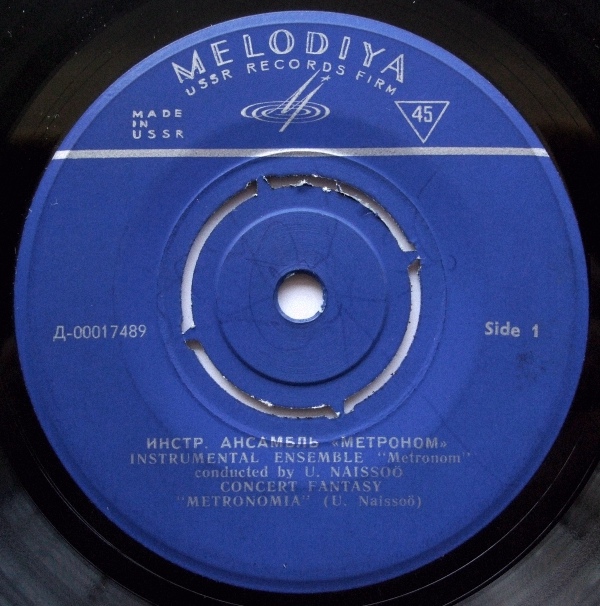 MELODIYA
USSR RECORDS FIRM
MADE
IN
USSR
45
Д-00017489
Side 1
ИНСТР. АНСАМБЛЬ «МЕТРОНОМ»
INSTRUMENTAL ENSEMBLE "Metronom"
conducted by U. NAISSOÖ
CONCERT FANTASY
"METRONOMIA" (U. Naissoö)